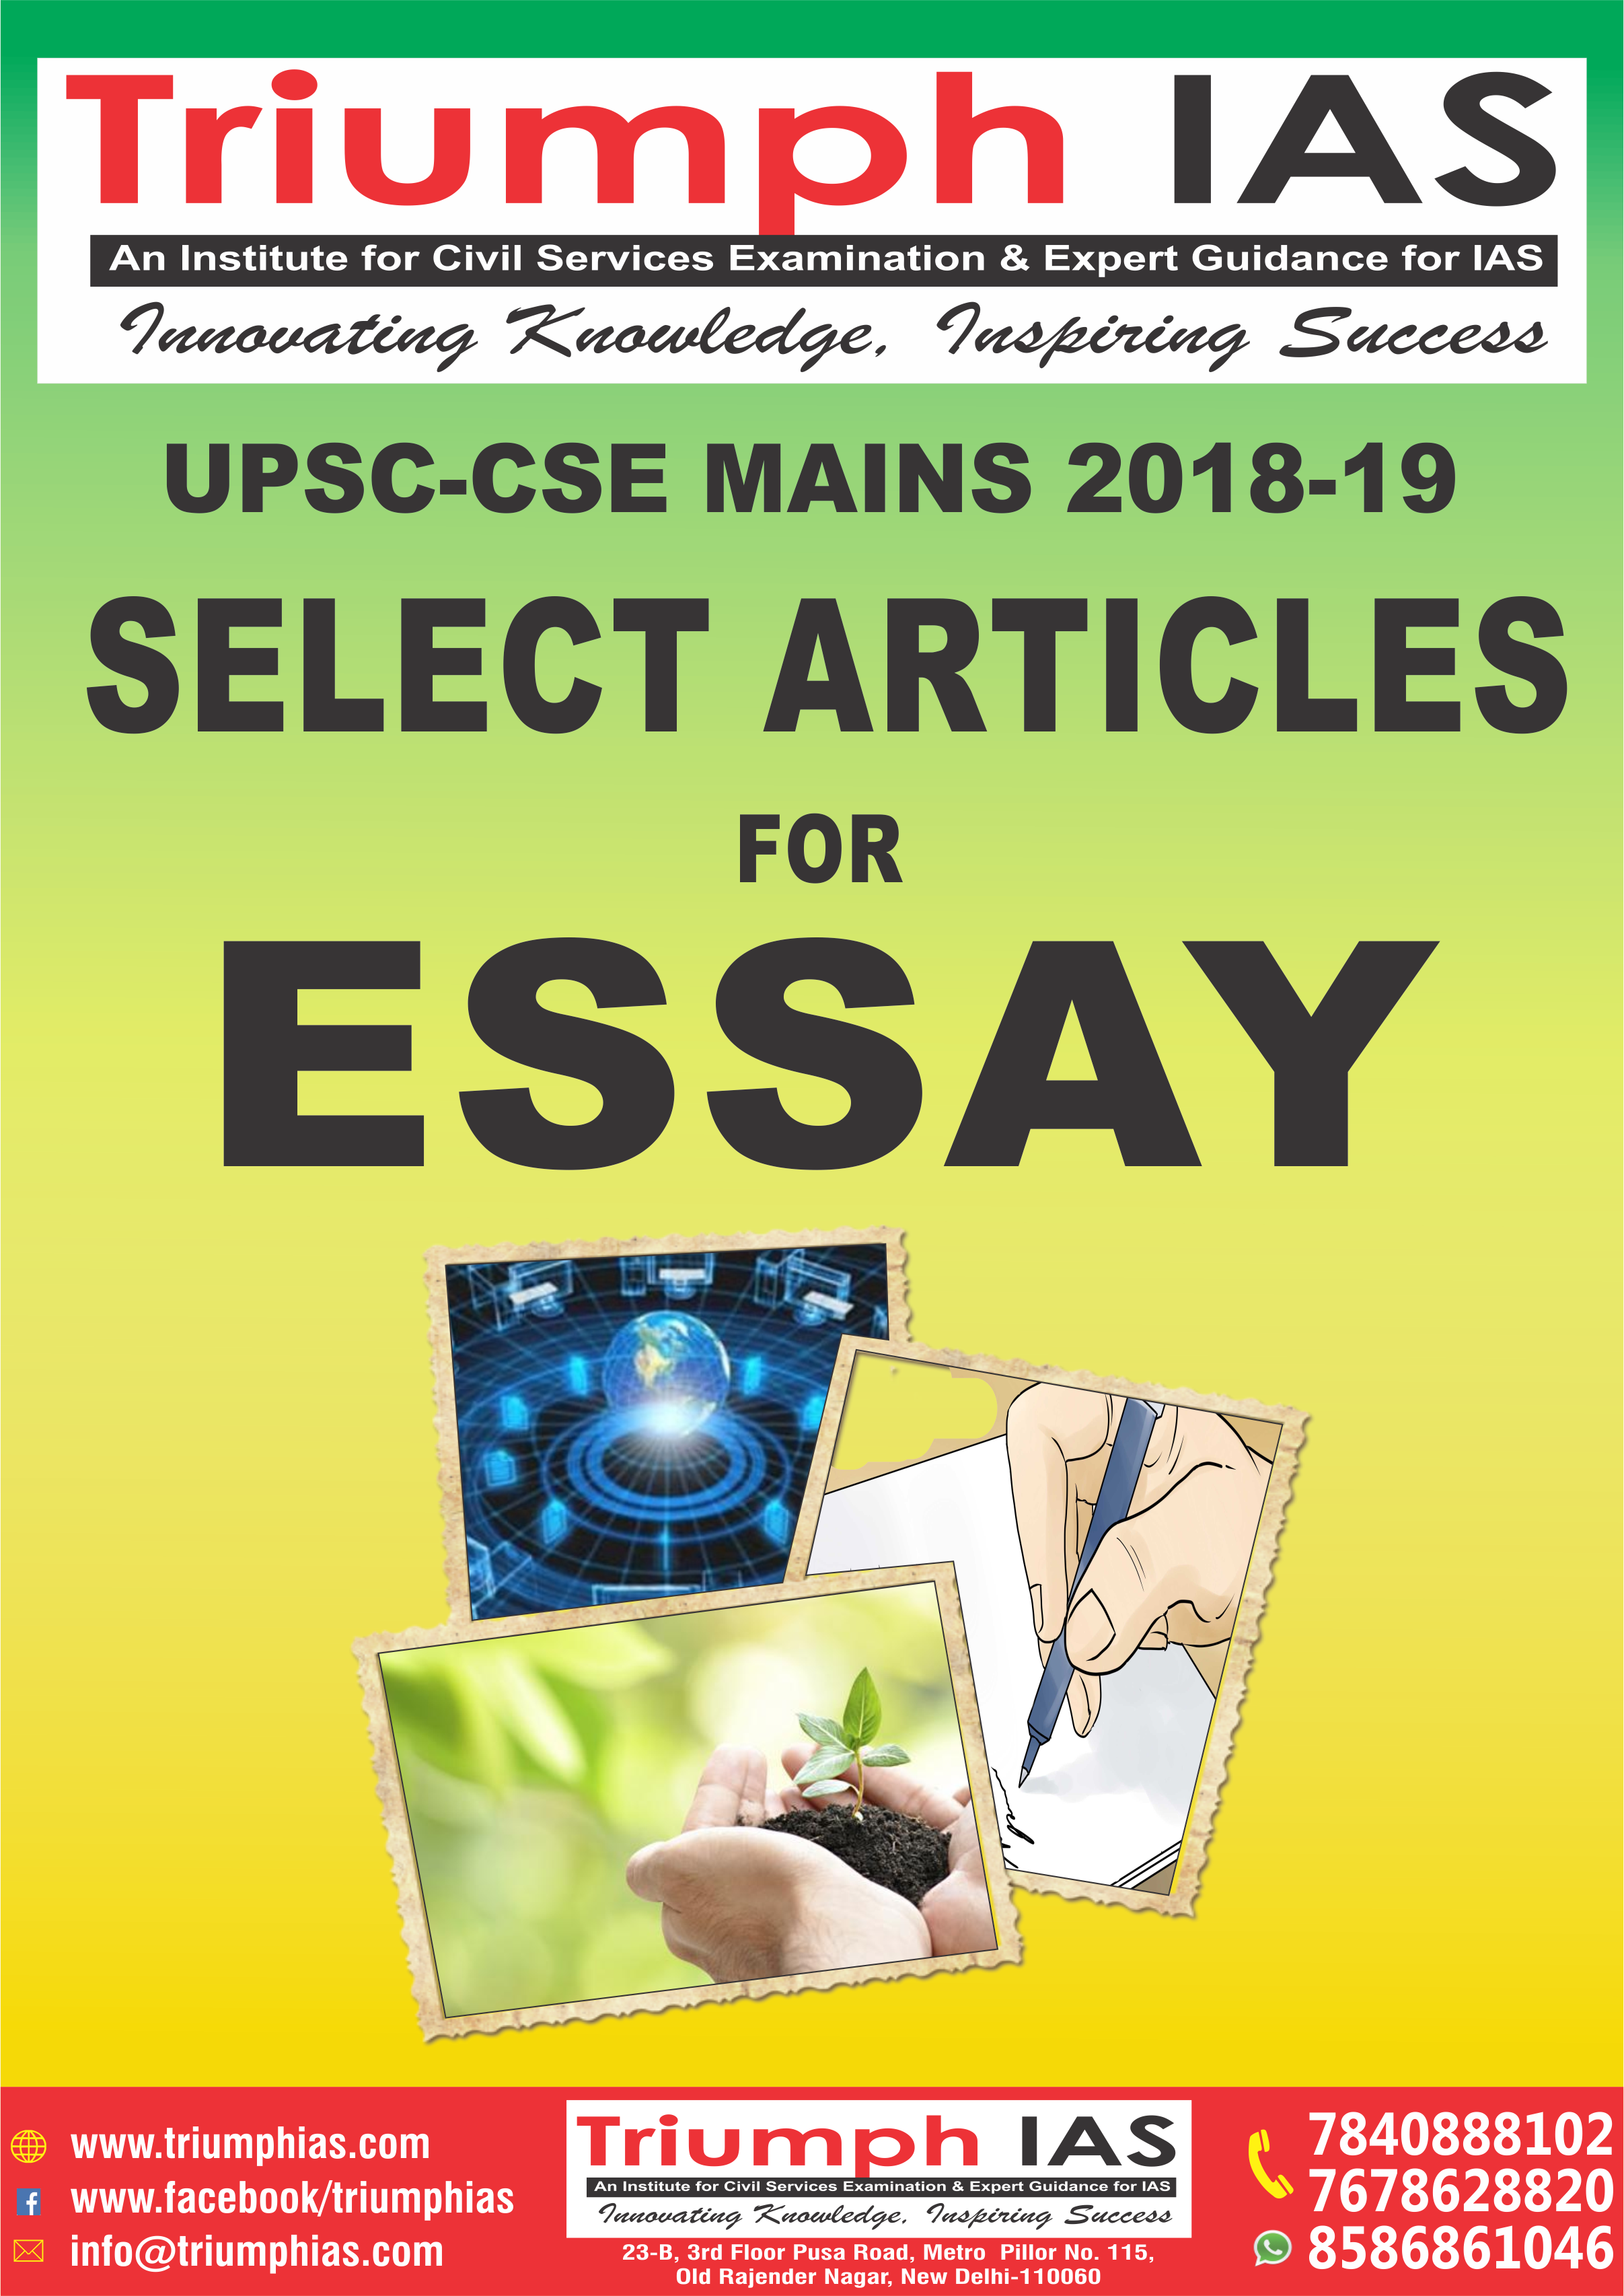 Triumph IAS
An Institute for Civil Services Examination & Expert Guidance for IAS
Innovating Knowledge, Inspiring Success
UPSC-CSE MAINS 2018-19
SELECT ARTICLES
FOR
ESSAY
www.triumphias.com
www.facebook/triumphias
info@triumphias.com
Triumph IAS
An Institute for Civil Services Examination & Expert Guidance for IAS
Innovating Knowledge, Inspiring Success
23-B, 3rd Floor Pusa Road, Metro Pillor No. 115,
Old Rajender Nagar, New Delhi-110060
7840888102
7678628820
8586861046